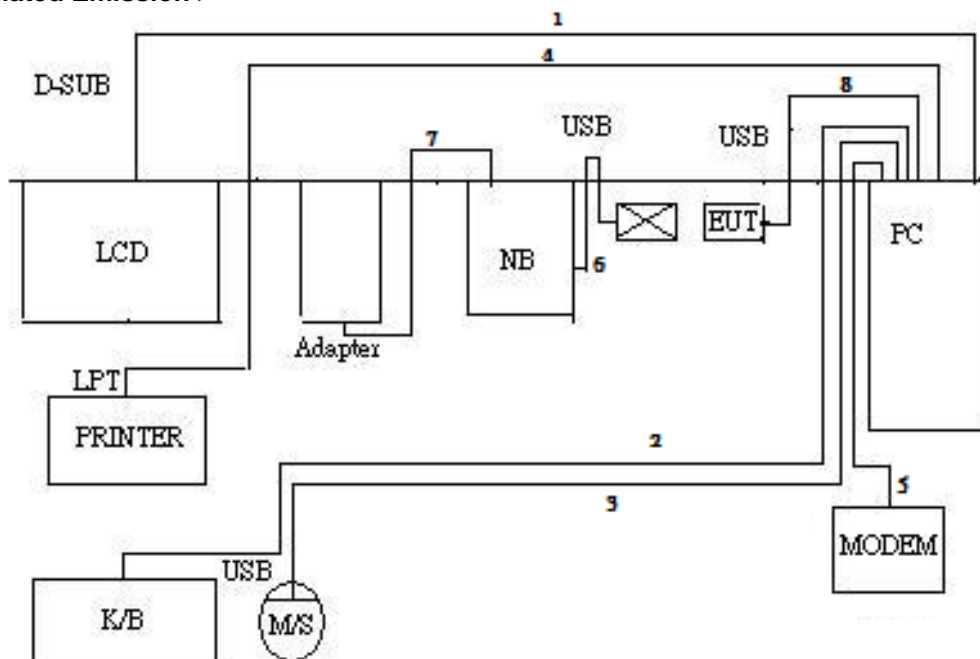 1
4
D-SUB
8
USB
USB
7
LCD
EUT
PC
NB
6
Adapter
LPT
PRINTER
2
3
5
MODEM
USB
K/B
M/S